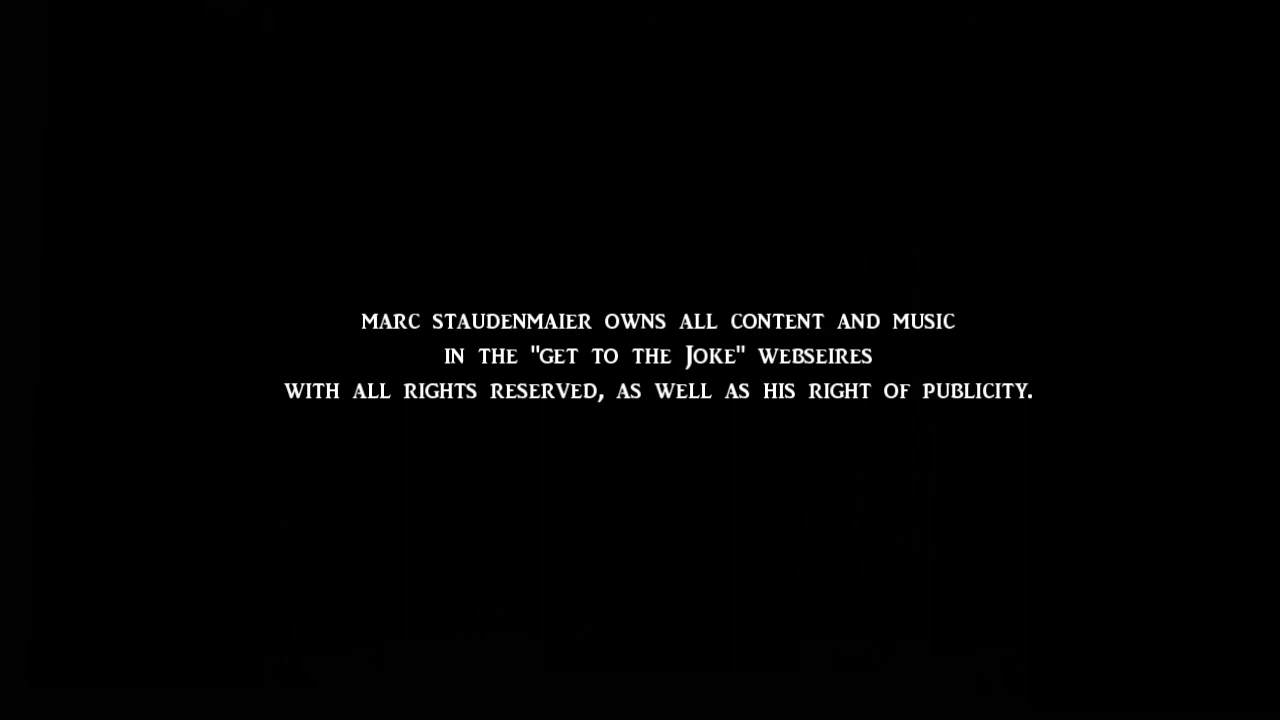 MARC STAUDENMAIER OWNS ALL CONTENT AND MUSIC
IN THE "GET TO THE JOKE" WEBSEIRES
WITH ALL RIGHTS RESERVED, AS WELL AS HIS RIGHT OF PUBLICITY.